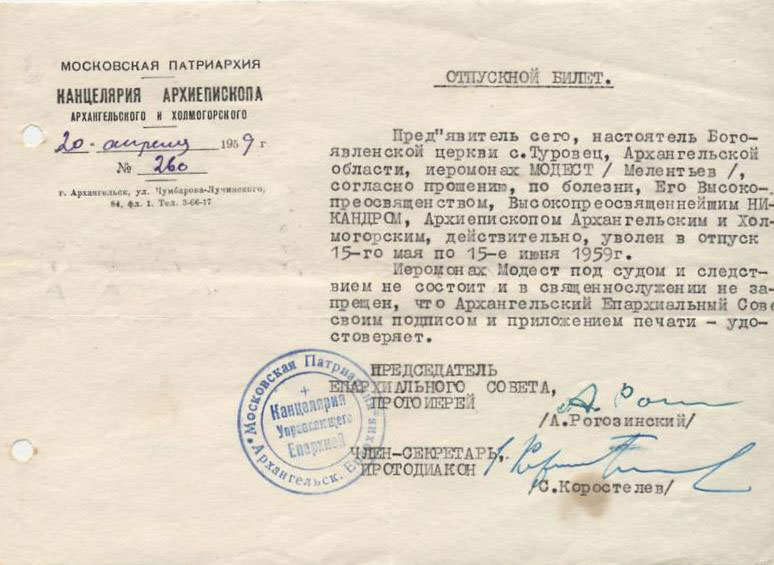 МОСКОВСКАЯ ПАТРИАРХИЯ
КАНЦЕЛЯРИЯ АРХИЕПИСКОПА
АРХАНГЕЛЬСКОГО И ХОЛМОГОРСКОГО
20 - апреля 1959 г
№ 260
г. Архангельск, ул. Чумбарова-Лучинского,
84, фл. 1. Тел. 3-66-17
ОТПУСКНОЙ БИЛЕТ.
Пред"явитель сего, настоятель Бого-
явленской церкви с.Туровец, Архангельской
области, иеромонах МОДЕСТ / Мелентьев /,
согласно прошению, по болезни, Его Высоко-
преосвященством, Высокопреосвященнейшим НИ-
КАНДРОМ, Архиепископом Архангельским и Хол-
могорским, действительно, уволен в отпуск
15-го мая по 15-е июня 1959г.
Иеромонах Модест под судом и следст-
вием не состоит и в священнослужении не за-
прещен, что Архангельский Епархиальный Сове
своим подписом и приложением печати - удо-
стоверяет.
ПРЕДСЕДАТЕЛЬ
ЕПАРХИАЛЬНОГО СОВЕТА,
ПРОТОИЕРЕЙ
/А.Рогозинский/
ЧЛЕН-СЕКРЕТАРЬ,
ПРОТОДИАКОН
/С.Коростелев/
Московская Патриархия
Канцелярия
Управляющего
Епархией
Архангельск. Епархия